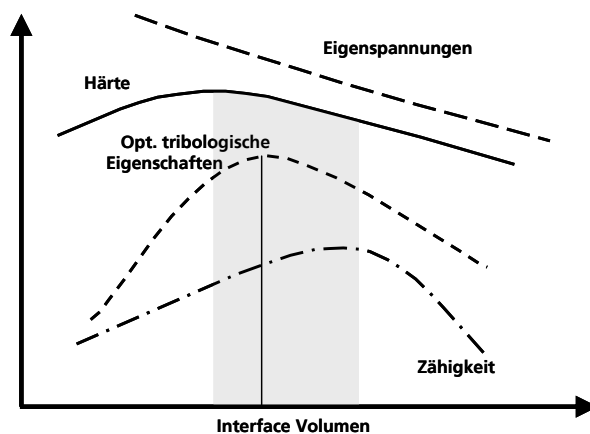 Eigenspannungen
Härte
Opt. tribologische
Eigenschaften
Zähigkeit
Interface Volumen